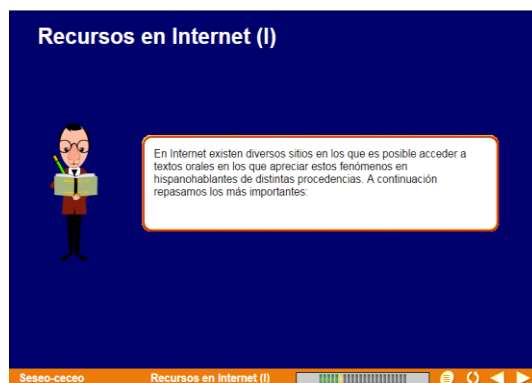 Recursos en Internet (I)
En Internet existen diversos sitios en los que es posible acceder a
textos orales en los que apreciar estos fenómenos en
hispanohablantes de distintas procedencias. A continuación
repasamos los más importantes:
Seseo-ceceo
Recursos en Internet (I)